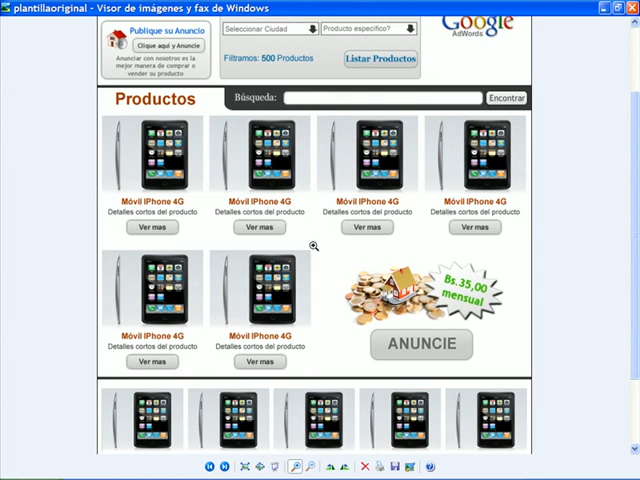 plantillaoriginal - Visor de imágenes y fax de Windows
Publique su Anuncio
Clique aqui y Anuncie
Anunciar con nosotros es la
mejor manera de comprar o
vender su producto
Seleccionar Ciudad
Producto especifico?
Filtramos: 500 Productos
Listar Productos
Google
AdWords
Productos
Búsqueda:
Encontrar
Móvil IPhone 4G
Detalles cortos del producto
Ver mas
Móvil IPhone 4G
Detalles cortos del producto
Ver mas
Móvil IPhone 4G
Detalles cortos del producto
Ver mas
Móvil IPhone 4G
Detalles cortos del producto
Ver mas
Móvil IPhone 4G
Detalles cortos del producto
Ver mas
Móvil IPhone 4G
Detalles cortos del producto
Ver mas
Bs.35,00
mensual
ANUNCIE